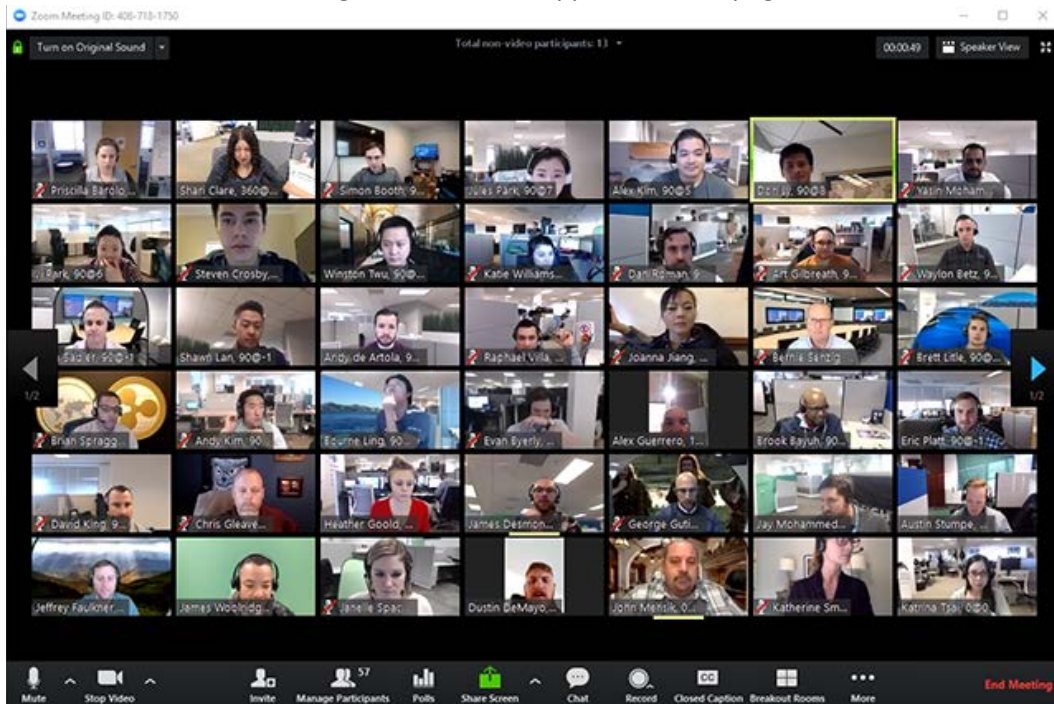 Zoom Meeting ID: 406-718-1750
Turn on Original Sound
Total non-video participants: 13
00:00:49
Speaker View
Priscilla Barolo...
Shari Clare, 360@...
Simon Booth, 9...
Jules Park, 90@7
Alex Kim, 90@5
Don Ly, 90@8
Yasin Moham...
Park, 90@6
Steven Crosby,...
Winston Twu, 90@...
Katie Williams...
Dan Roman, 9...
Art Gilbreath, 9...
Waylon Betz, 9...
Sadler, 90@-1
Shawn Lan, 90@-1
Andy de Artola, 9...
Raphael Villa, ...
Joanna Jiang, ...
Bernie
Brett Litle, 90@...
1/2
1/2
Brian Spragg...
Andy Kim, 90...
Bourne Ling, 90...
Evan Byerly, ...
Alex Guerrero, 1...
Brook Bayuh, 90...
Eric Platt, 90@-1
David King, 9...
Chris Gleave...
Heather Goold, ...
James Desmon...
George Guti...
Jay Mohammed...
Austin Stumpe, ...
Jeffrey Faulkner,...
James Woolridg...
Janelle Spac...
Dustin DeMayo,...
John Mensik, 0...
Katherine Sm...
Katrina Tsai, 0@0
Mute
Stop Video
Invite
57
Manage Participants
Polls
Share Screen
Chat
Record
CC
Closed Caption
Breakout Rooms
More
End Meeting